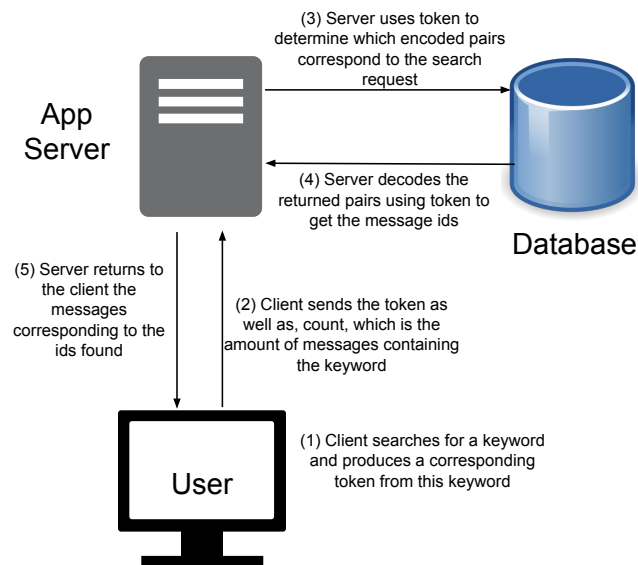 (3) Server uses token to
determine which encoded pairs
correspond to the search
request
App
Server
(4) Server decodes the
returned pairs using token to
get the message ids
Database
(5) Server returns to
the client the
messages
corresponding to the
ids found
(2) Client sends the token as
well as, count, which is the
amount of messages containing
the keyword
(1) Client searches for a keyword
and produces a corresponding
token from this keyword
User